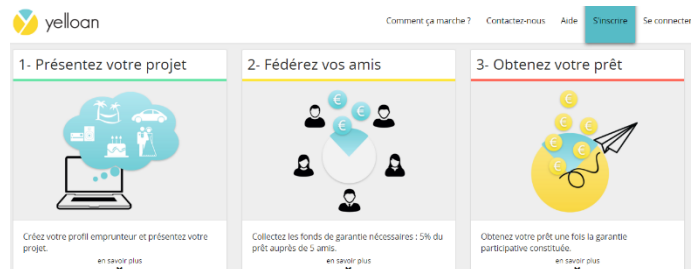 yelloan
Comment ça marche ? Contactez-nous Aide S'inscrire Se connecter
1- Présentez votre projet
Créez votre profil emprunteur et présentez votre
projet.
en savoir plus
2- Fédérez vos amis
€
€
€
Collectez les fonds de garantie nécessaires : 5% du
prêt auprès de 5 amis.
en savoir plus
3- Obtenez votre prêt
€
€
€
€
€
Obtenez votre prêt une fois la garantie
participative constituée.
en savoir plus